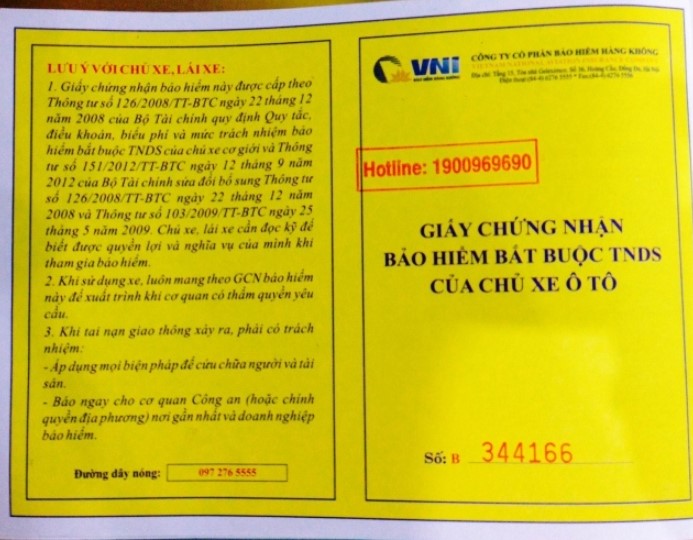 LƯU Ý VỚI CHỦ XE, LÁI XE:
1. Giấy chứng nhận bảo hiểm này được cấp theo
Thông tư số 126/2008/TT-BTC ngày 22 tháng 12
năm 2008 của Bộ Tài chính quy định Quy tắc,
điều khoản, biểu phí và mức trách nhiệm bảo
hiểm bắt buộc TNDS của chủ xe cơ giới và Thông
tư số 151/2012/TT-BTC ngày 12 tháng 9 năm
2012 của Bộ Tài chính sửa đổi bổ sung Thông tư
số 126/2008/TT-BTC ngày 22 tháng 12 năm
2008 và Thông tư số 103/2009/TT-BTC ngày 25
tháng 5 năm 2009. Chủ xe, lái xe cần đọc kỹ để
biết được quyền lợi và nghĩa vụ của mình khi
tham gia bảo hiểm.
2. Khi sử dụng xe, luôn mang theo GCN bảo hiểm
này để xuất trình khi cơ quan có thẩm quyền yêu
cầu.
3. Khi tai nạn giao thông xảy ra, phải có trách
nhiệm:
- Áp dụng mọi biện pháp để cứu chữa người và tài
sản.
- Báo ngay cho cơ quan Công an (hoặc chính
quyền địa phương) nơi gần nhất và doanh nghiệp
bảo hiểm.
Đường dây nóng: 097 276 5555
VNI
BẢO HIỂM HÀNG KHÔNG
CÔNG TY CỔ PHẦN BẢO HIỂM HÀNG KHÔNG
Hotline: 1900969690
GIẤY CHỨNG NHẬN
BẢO HIỂM BẮT BUỘC TNDS
CỦA CHỦ XE Ô TÔ
Số: B 344166